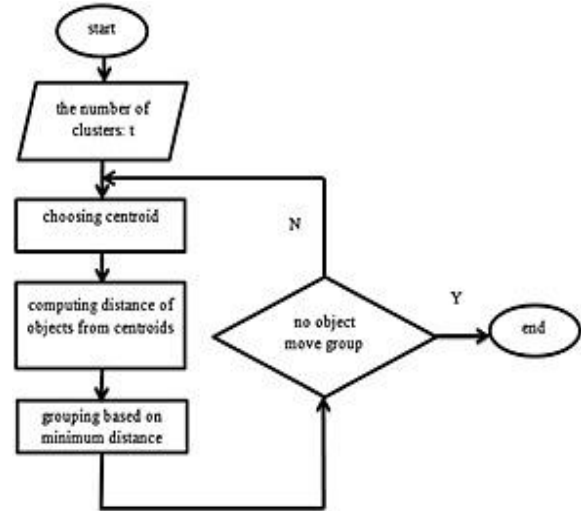 start
the number of
clusters: t
choosing centroid
computing distance of
objects from centroids
grouping based on
minimum distance
no object
move group
N
Y
end